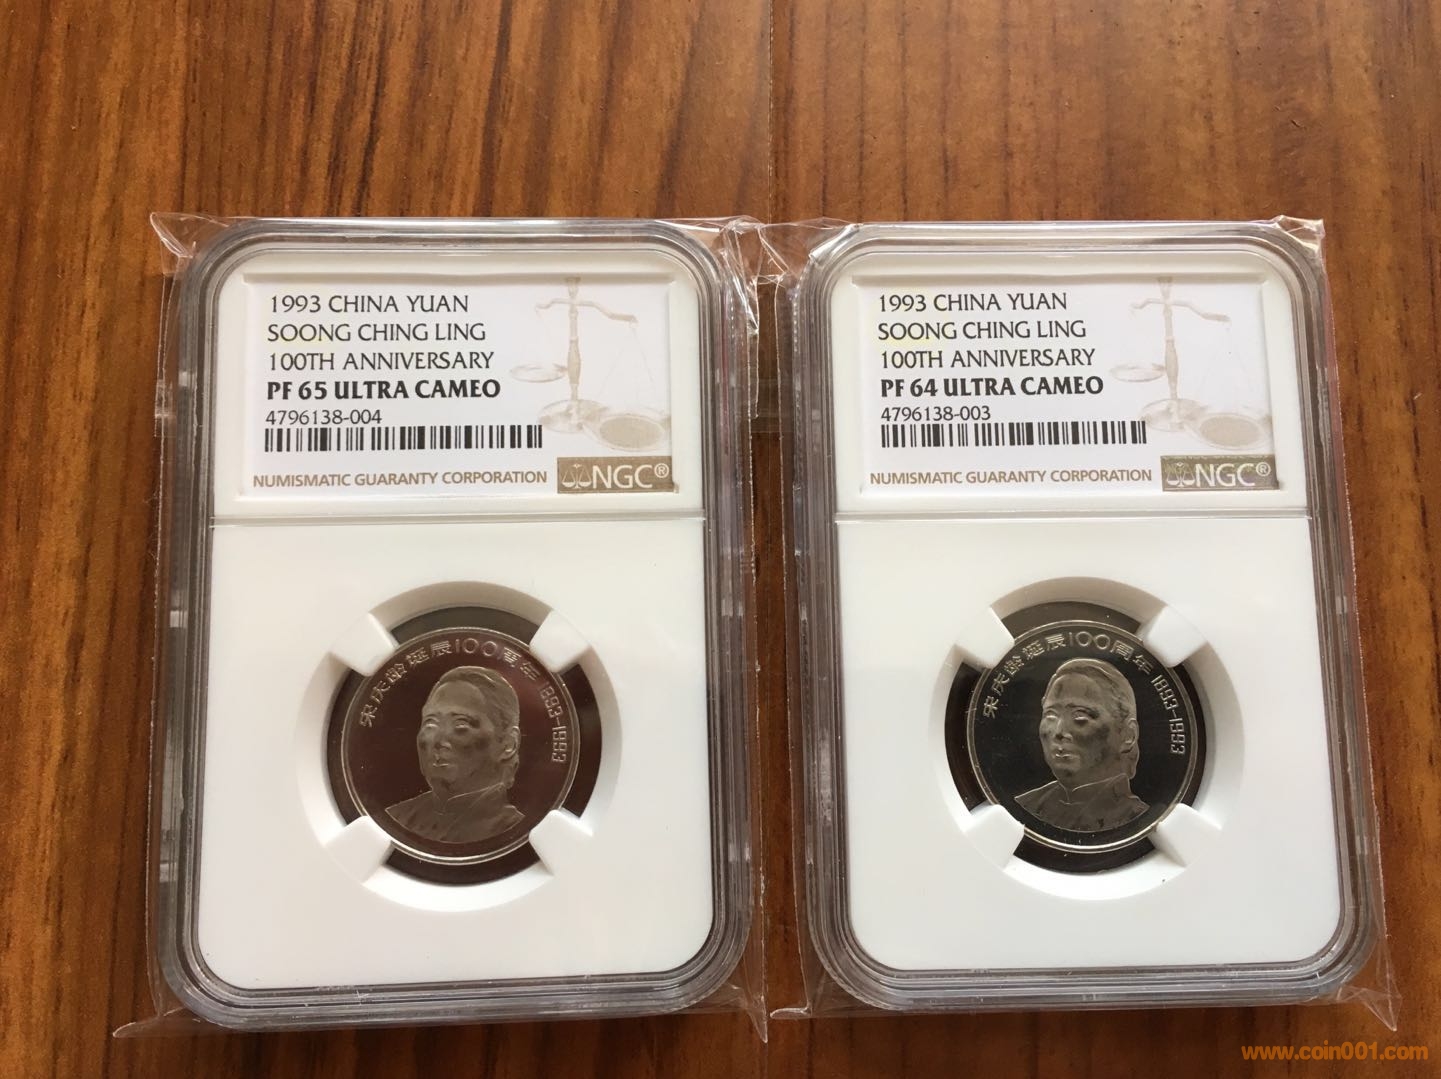 1993 CHINA YUAN
SOONG CHING LING
100TH ANNIVERSARY
PF 65 ULTRA CAMEO
4796138-004
NUMISMATIC GUARANTY CORPORATION
NGC®
宋庆龄诞辰100周年 1893-1993
1993 CHINA YUAN
SOONG CHING LING
100TH ANNIVERSARY
PF 64 ULTRA CAMEO
4796138-003
NUMISMATIC GUARANTY CORPORATION
NGC®
宋庆龄诞辰100周年 1893-1993
www.coin001.com